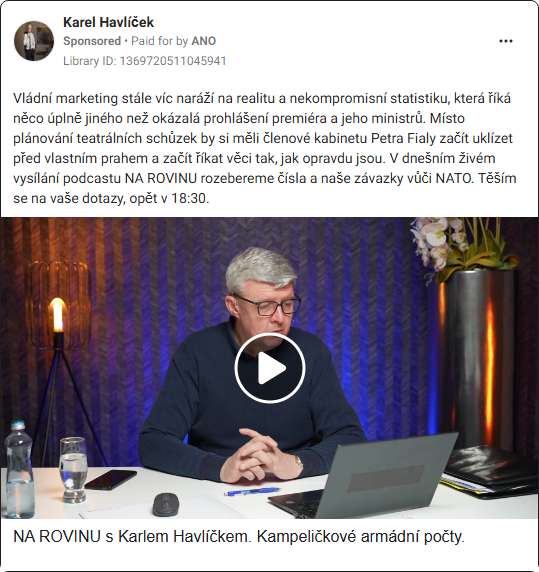 Karel Havlíček
Sponsored • Paid for by ANO
Library ID: 1369720511045941
Vládní marketing stále víc naráží na realitu a nekompromisní statistiku, která říká
něco úplně jiného než okázalá prohlášení premiéra a jeho ministrů. Místo
plánování teatrálních schůzek by si měli členové kabinetu Petra Fialy začít uklízet
před vlastním prahem a začít říkat věci tak, jak opravdu jsou. V dnešním živém
vysílání podcastu NA ROVINU rozebereme čísla a naše závazky vůči NATO. Těším
se na vaše dotazy, opět v 18:30.
NA ROVINU s Karlem Havlíčkem. Kampeličkové armádní počty.